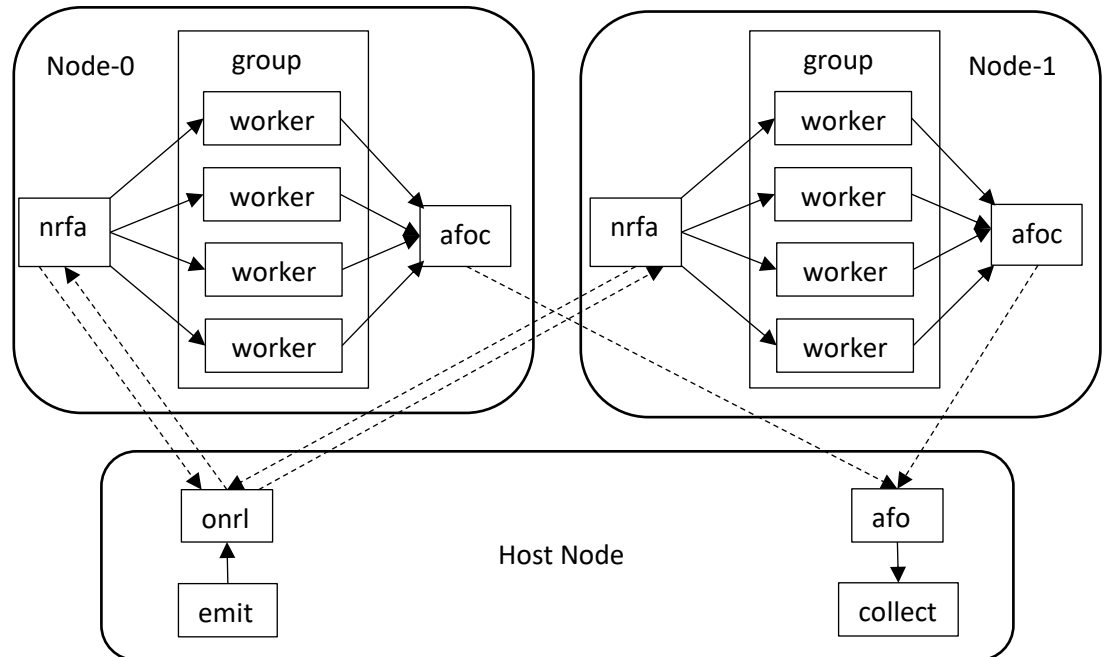 Node-0
group
worker
worker
worker
worker
nrfa
afoc
group
Node-1
worker
worker
worker
worker
nrfa
afoc
onrl
afo
Host Node
emit
collect